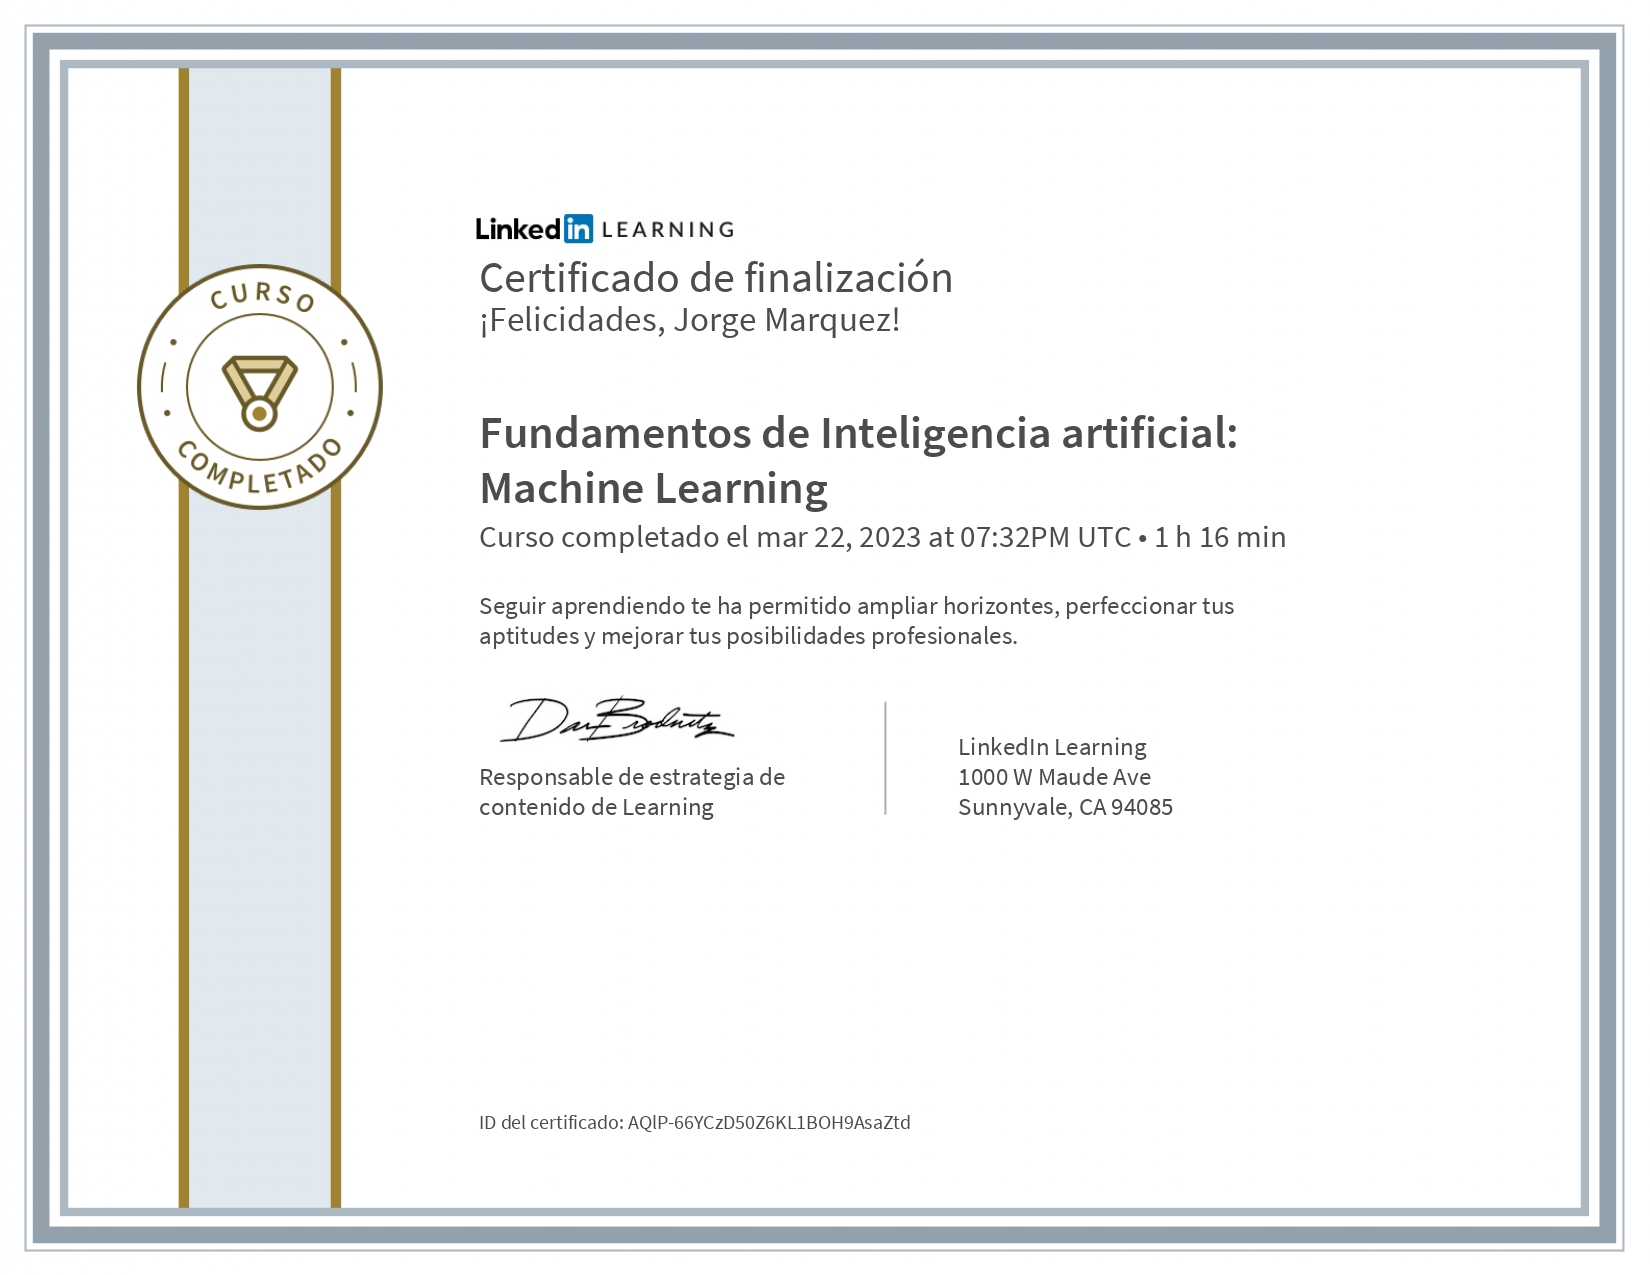 CURSO
COMPLETADO
Linked in LEARNING
Certificado de finalización
¡Felicidades, Jorge Marquez!
Fundamentos de Inteligencia artificial:
Machine Learning
Curso completado el mar 22, 2023 at 07:32PM UTC • 1 h 16 min
Seguir aprendiendo te ha permitido ampliar horizontes, perfeccionar tus
aptitudes y mejorar tus posibilidades profesionales.
Dan Brodnitz
Responsable de estrategia de
contenido de Learning
LinkedIn Learning
1000 W Maude Ave
Sunnyvale, CA 94085
ID del certificado: AQlP-66YCzD50Z6KL1BOH9AsaZtd